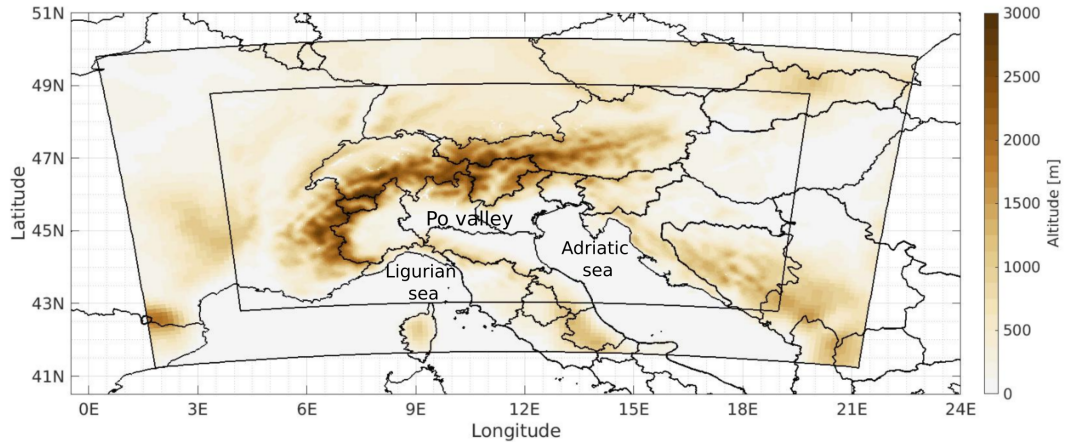 51N
49N
47N
45N
43N
41N
Latitude
0E 3E 6E 9E 12E 15E 18E 21E 24E
Longitude
Po valley
Adriatic
sea
Ligurian
sea
3000
2500
2000
1500
1000
500
0
Altitude [m]